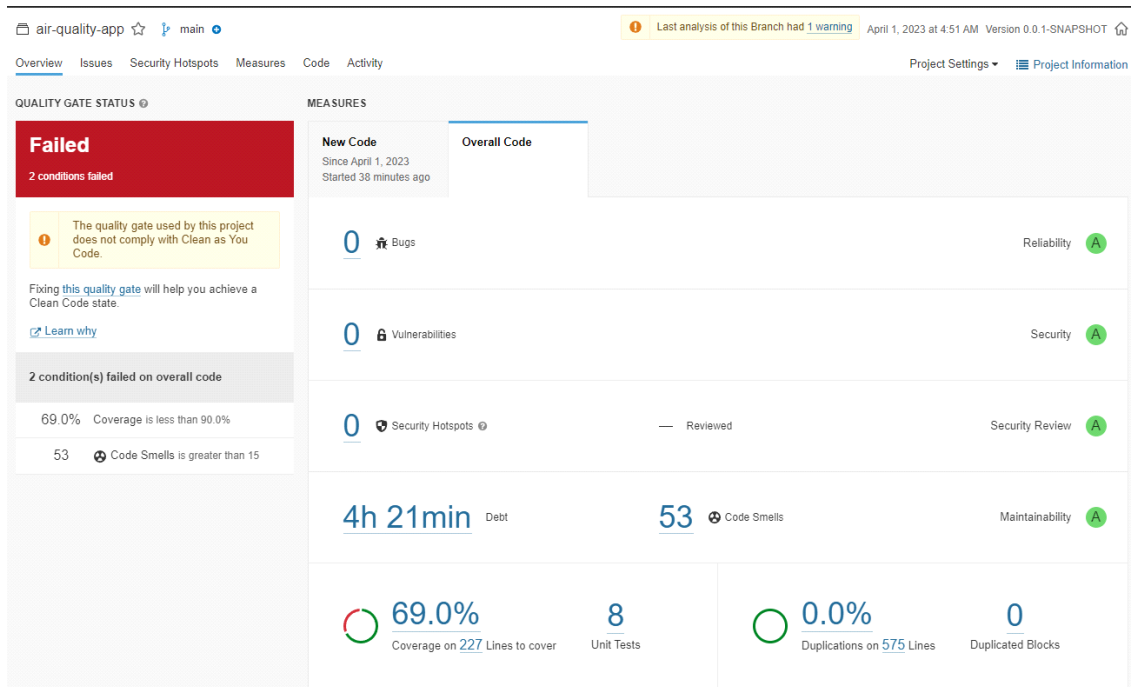 air-quality-app main Last analysis of this Branch had 1 warning April 1, 2023 at 4:51 AM Version 0.0.1-SNAPSHOT
Overview Issues Security Hotspots Measures Code Activity Project Settings Project Information
QUALITY GATE STATUS
Failed
2 conditions failed
The quality gate used by this project
does not comply with Clean as You
Code.
Fixing this quality gate will help you achieve a
Clean Code state.
Learn why
2 condition(s) failed on overall code
69.0% Coverage is less than 90.0%
53 Code Smells is greater than 15
MEASURES
New Code
Since April 1, 2023
Started 38 minutes ago
Overall Code
0 Bugs Reliability A
0 Vulnerabilities Security A
0 Security Hotspots — Reviewed Security Review A
4h 21min Debt 53 Code Smells Maintainability A
69.0%
Coverage on 227 Lines to cover
8
Unit Tests
0.0%
Duplications on 575 Lines
0
Duplicated Blocks